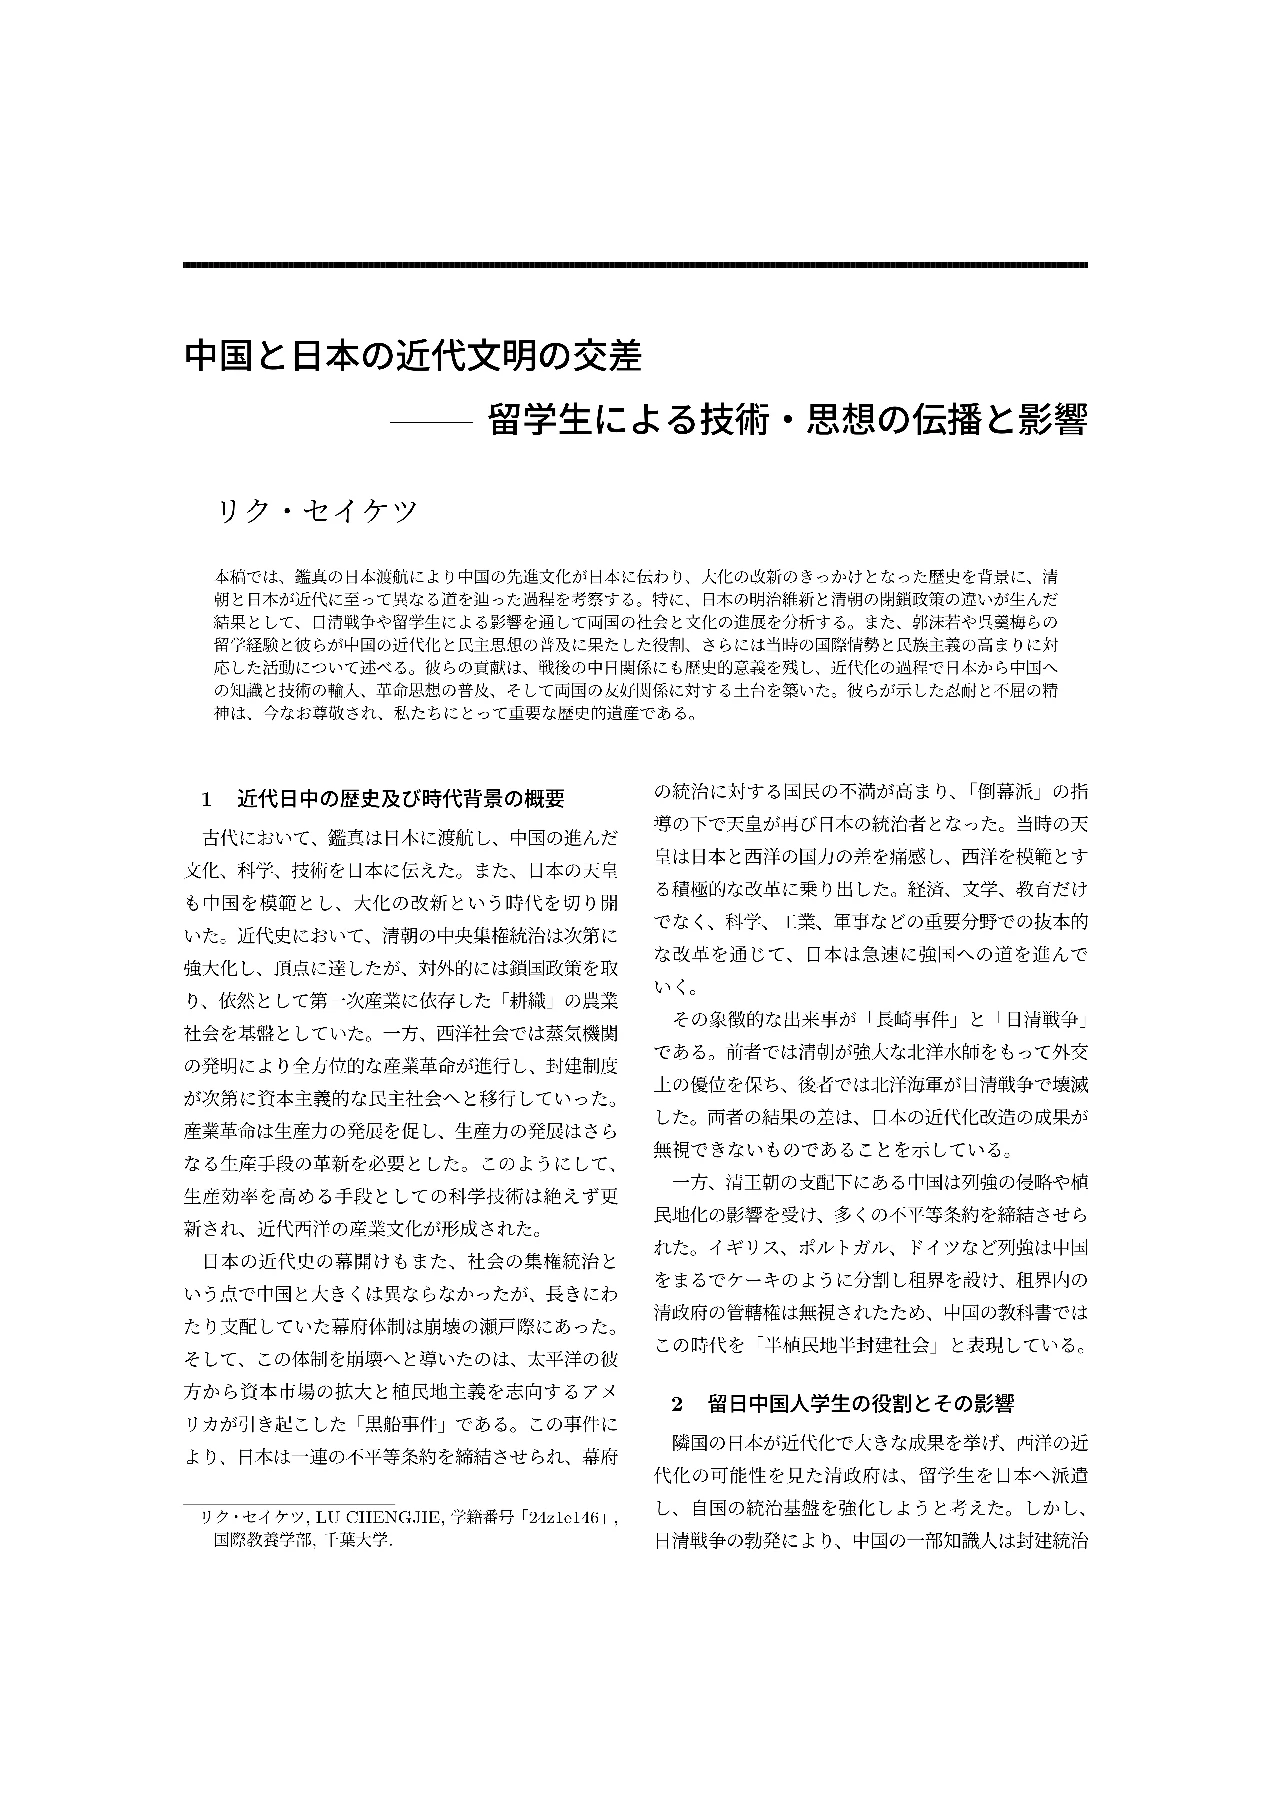 中国と日本の近代文明の交差
―― 留学生による技術・思想の伝播と影響
リク・セイケツ
本稿では、鑑真の日本渡航により中国の先進文化が日本に伝わり、大化の改新のきっかけとなった歴史を背景に、清
朝と日本が近代に至って異なる道を辿った過程を考察する。特に、日本の明治維新と清朝の閉鎖政策の違いが生んだ
結果として、日清戦争や留学生による影響を通して両国の社会と文化の進展を分析する。また、郭沫若や呉羹梅らの
留学経験と彼らが中国の近代化と民主思想の普及に果たした役割、さらには当時の国際情勢と民族主義の高まりに対
応した活動について述べる。彼らの貢献は、戦後の中日関係にも歴史的意義を残し、近代化の過程で日本から中国へ
の知識と技術の輸入、革命思想の普及、そして両国の友好関係に対する土台を築いた。彼らが示した忍耐と不屈の精
神は、今なお尊敬され、私たちにとって重要な歴史的遺産である。
1 近代日中の歴史及び時代背景の概要
古代において、鑑真は日本に渡航し、中国の進んだ
文化、科学、技術を日本に伝えた。また、日本の天皇
も中国を模範とし、大化の改新という時代を切り開
いた。近代史において、清朝の中央集権統治は次第に
強大化し、頂点に達したが、対外的には鎖国政策を取
り、依然として第一次産業に依存した「耕織」の農業
社会を基盤としていた。一方、西洋社会では蒸気機関
の発明により全方位的な産業革命が進行し、封建制度
が次第に資本主義的な民主社会へと移行していった。
産業革命は生産力の発展を促し、生産力の発展はさら
なる生産手段の革新を必要とした。このようにして、
生産効率を高める手段としての科学技術は絶えず更
新され、近代西洋の産業文化が形成された。
日本の近代史の幕開けもまた、社会の集権統治と
いう点で中国と大きくは異ならなかったが、長きにわ
たり支配していた幕府体制は崩壊の瀬戸際にあった。
そして、この体制を崩壊へと導いたのは、太平洋の彼
方から資本市場の拡大と植民地主義を志向するアメ
リカが引き起こした「黒船事件」である。この事件に
より、日本は一連の不平等条約を締結させられ、幕府
リク・セイケツ, LU CHENGJIE, 学籍番号「24z1e146」,
国際教養学部, 千葉大学.
の統治に対する国民の不満が高まり、「倒幕派」の指
導の下で天皇が再び日本の統治者となった。当時の天
皇は日本と西洋の国力の差を痛感し、西洋を模範とす
る積極的な改革に乗り出した。経済、文学、教育だけ
でなく、科学、工業、軍事などの重要分野での抜本的
な改革を通じて、日本は急速に強国への道を進んで
いく。
その象徴的な出来事が「長崎事件」と「日清戦争」
である。前者では清朝が強大な北洋水師をもって外交
上の優位を保ち、後者では北洋海軍が日清戦争で壊滅
した。両者の結果の差は、日本の近代化改造の成果が
無視できないものであることを示している。
一方、清王朝の支配下にある中国は列強の侵略や植
民地化の影響を受け、多くの不平等条約を締結させら
れた。イギリス、ポルトガル、ドイツなど列強は中国
をまるでケーキのように分割し租界を設け、租界内の
清政府の管轄権は無視されたため、中国の教科書では
この時代を「半植民地半封建社会」と表現している。
2 留日中国人学生の役割とその影響
隣国の日本が近代化で大きな成果を挙げ、西洋の近
代化の可能性を見た清政府は、留学生を日本へ派遣
し、自国の統治基盤を強化しようと考えた。しかし、
日清戦争の勃発により、中国の一部知識人は封建統治